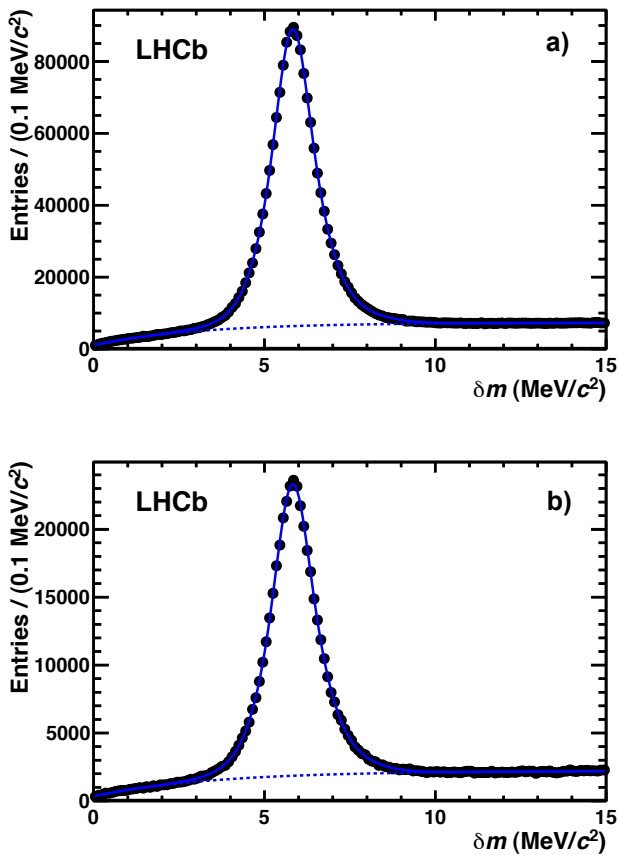 LHCb
a)
Entries / (0.1 MeV/c²)
80000
60000
40000
20000
0
0 5 10 15
δm (MeV/c²)
LHCb
b)
Entries / (0.1 MeV/c²)
20000
15000
10000
5000
0
0 5 10 15
δm (MeV/c²)